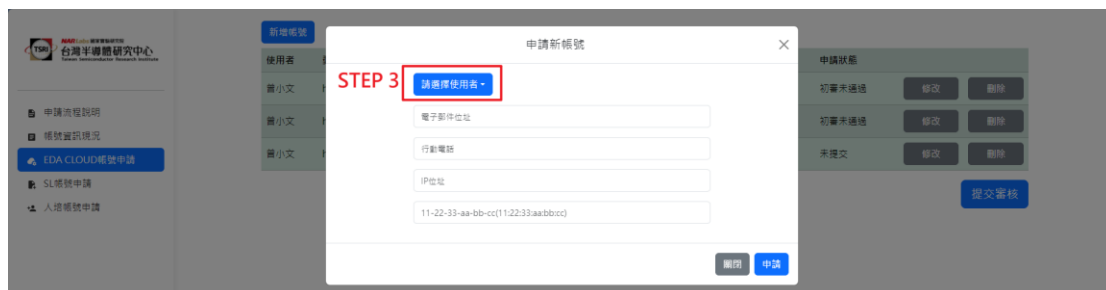 NARLabs 國家實驗研究院
TSRI 台灣半導體研究中心
Taiwan Semiconductor Research Institute
申請流程說明
帳號資訊現況
EDA CLOUD帳號申請
SL帳號申請
人培帳號申請
新增帳號
使用者
申請狀態
曾小文
初審未通過
修改
刪除
曾小文
初審未通過
修改
刪除
曾小文
未提交
修改
刪除
提交審核
申請新帳號
STEP 3
請選擇使用者
電子郵件位址
行動電話
IP位址
11-22-33-aa-bb-cc(11:22:33:aa:bb:cc)
關閉
申請